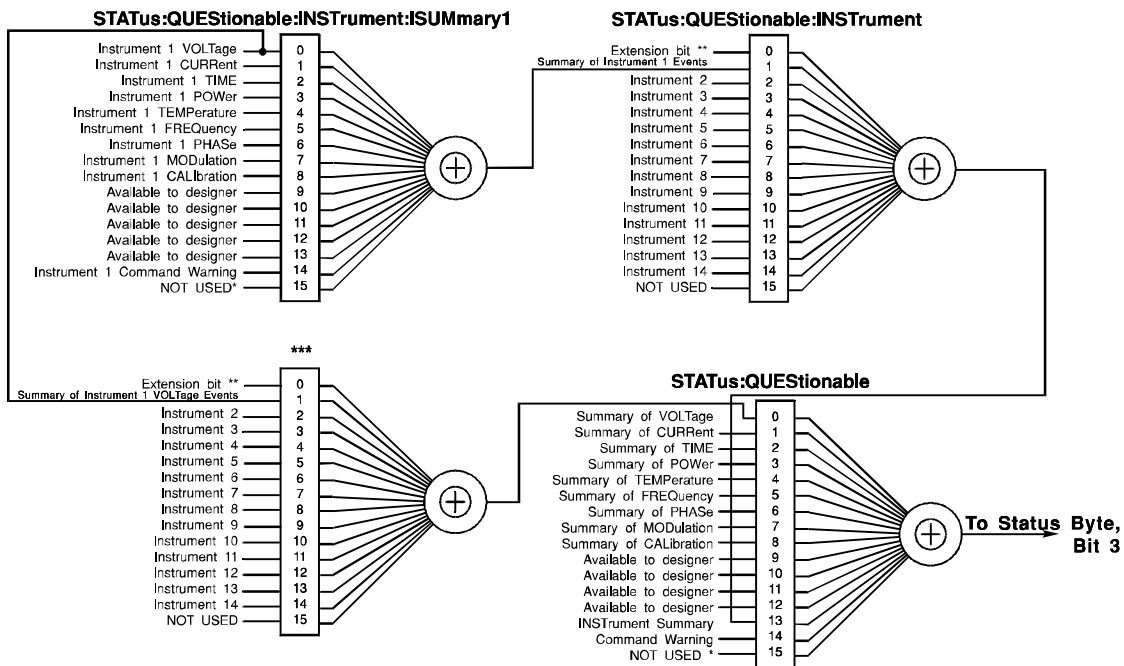 STATus:QUEStionable:INSTrument:ISUMmary1
Instrument 1 VOLTage 0
Instrument 1 CURRent 1
Instrument 1 TIME 2
Instrument 1 POWer 3
Instrument 1 TEMPerature 4
Instrument 1 FREQuency 5
Instrument 1 PHASe 6
Instrument 1 MODulation 7
Instrument 1 CALIbration 8
Available to designer 9
Available to designer 10
Available to designer 11
Available to designer 12
Available to designer 13
Instrument 1 Command Warning 14
NOT USED* 15
STATus:QUEStionable:INSTrument
Extension bit ** 0
Summary of Instrument 1 Events 1
Instrument 2 2
Instrument 3 3
Instrument 4 4
Instrument 5 5
Instrument 6 6
Instrument 7 7
Instrument 8 8
Instrument 9 9
Instrument 10 10
Instrument 11 11
Instrument 12 12
Instrument 13 13
Instrument 14 14
NOT USED 15
***
Extension bit ** 0
Summary of Instrument 1 VOLTage Events 1
Instrument 2 2
Instrument 3 3
Instrument 4 4
Instrument 5 5
Instrument 6 6
Instrument 7 7
Instrument 8 8
Instrument 9 9
Instrument 10 10
Instrument 11 11
Instrument 12 12
Instrument 13 13
Instrument 14 14
NOT USED 15
STATus:QUEStionable
Summary of VOLTage 0
Summary of CURRent 1
Summary of TIME 2
Summary of POWer 3
Summary of TEMPerature 4
Summary of FREQuency 5
Summary of PHASe 6
Summary of MODulation 7
Summary of CALibration 8
Available to designer 9
Available to designer 10
Available to designer 11
Available to designer 12
INSTrument Summary 13
Command Warning 14
NOT USED * 15
To Status Byte,
Bit 3